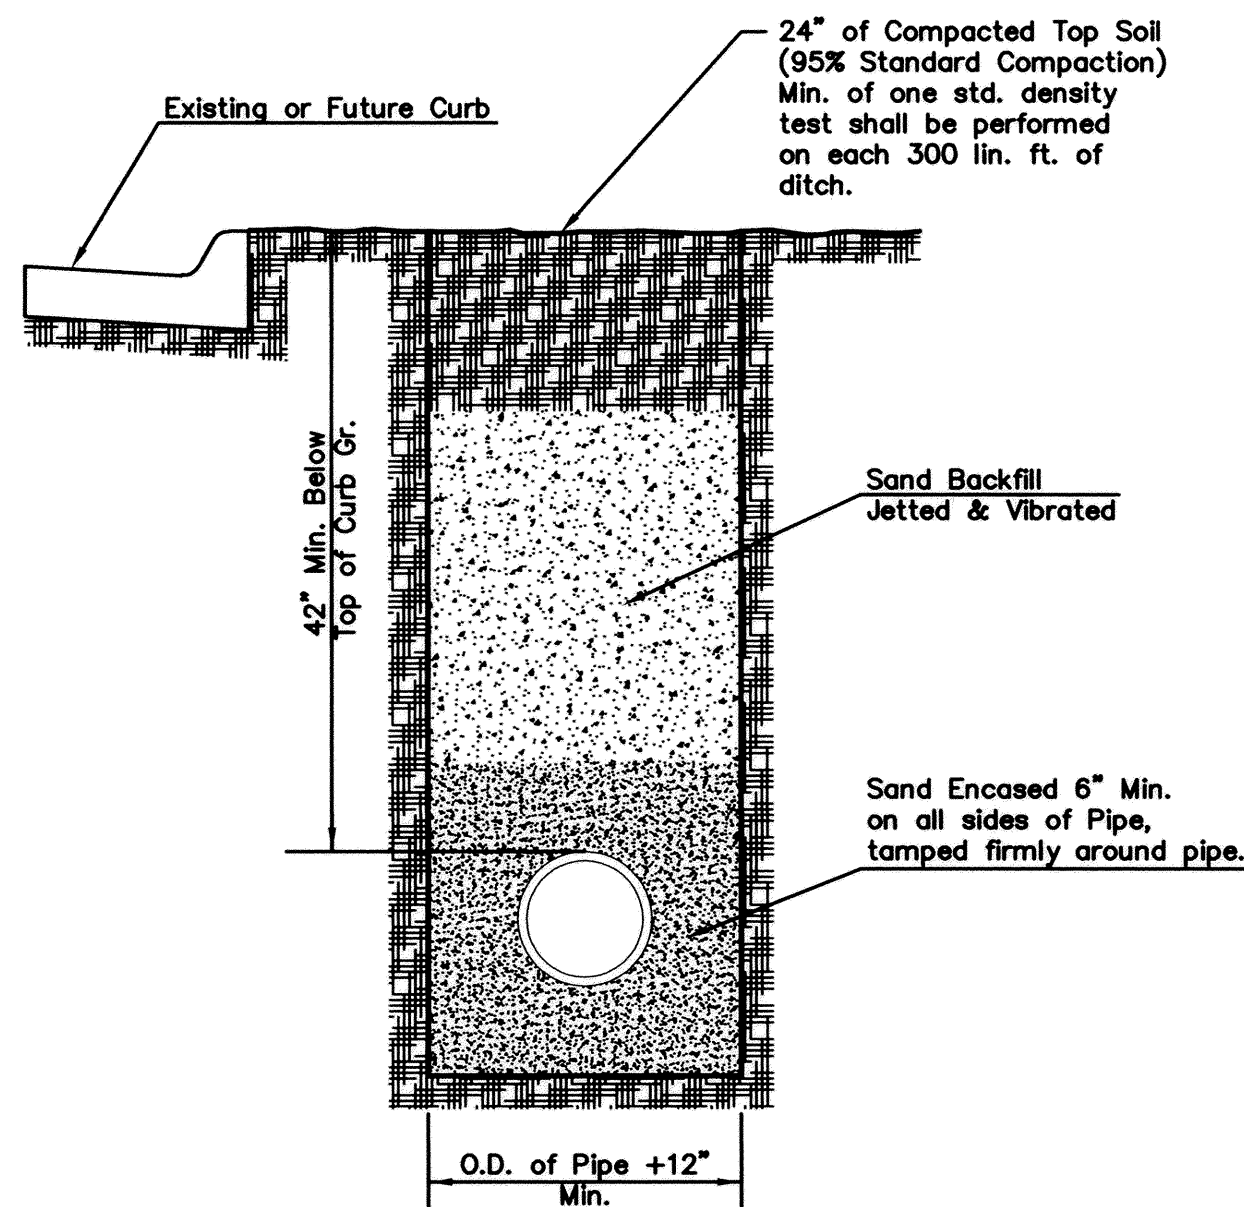 24" of Compacted Top Soil
(95% Standard Compaction)
Min. of one std. density
test shall be performed
on each 300 lin. ft. of
ditch.
Existing or Future Curb
42" Min. Below
Top of Curb Gr.
Sand Backfill
Jetted & Vibrated
Sand Encased 6" Min.
on all sides of Pipe,
tamped firmly around pipe.
O.D. of Pipe +12"
Min.